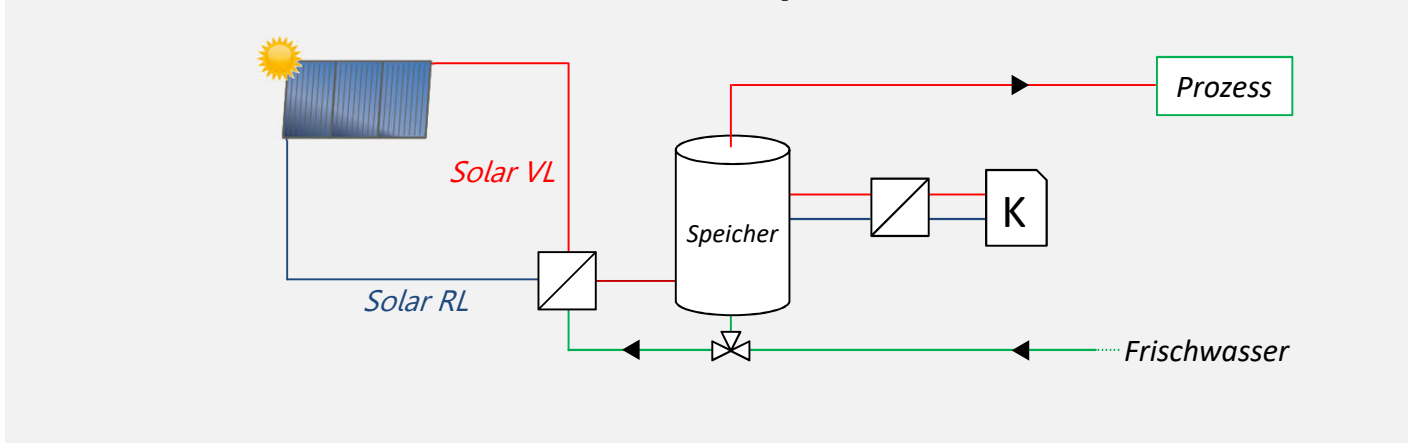 Prozess
Solar VL
K
Speicher
Solar RL
Frischwasser